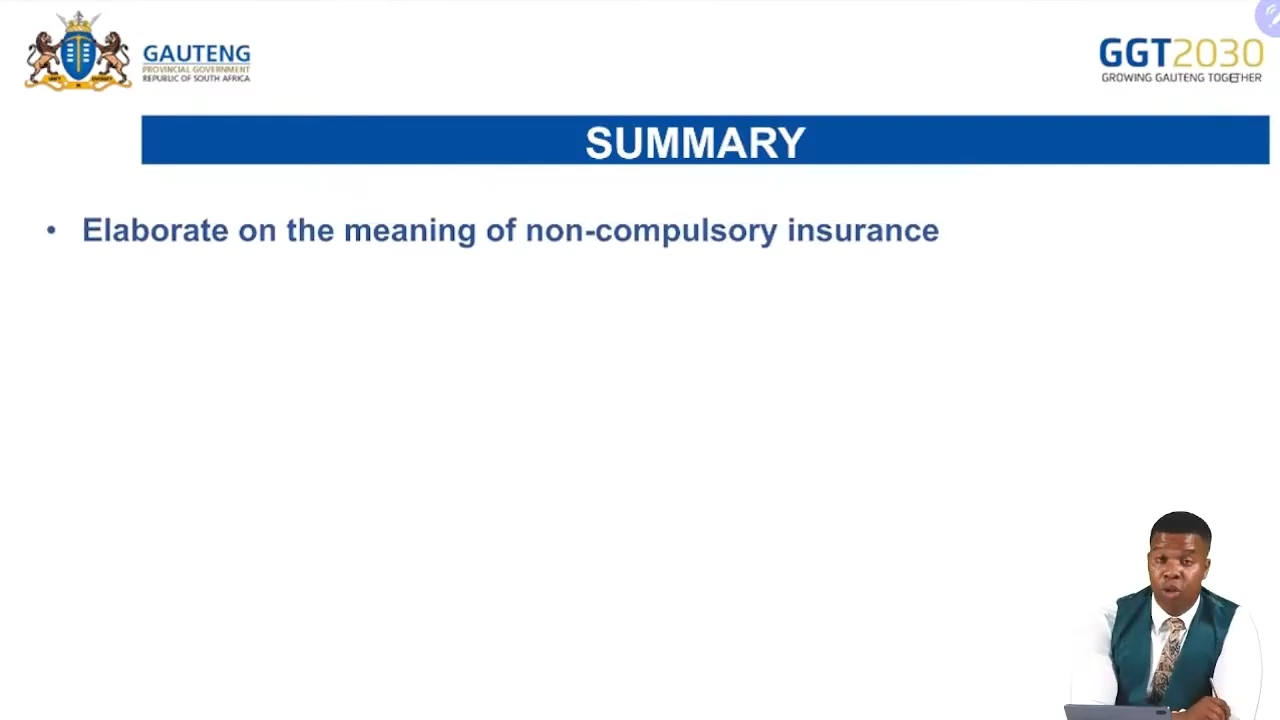 GAUTENG
PROVINCIAL GOVERNMENT
REPUBLIC OF SOUTH AFRICA
GGT2030
GROWING GAUTENG TOGETHER
SUMMARY
• Elaborate on the meaning of non-compulsory insurance